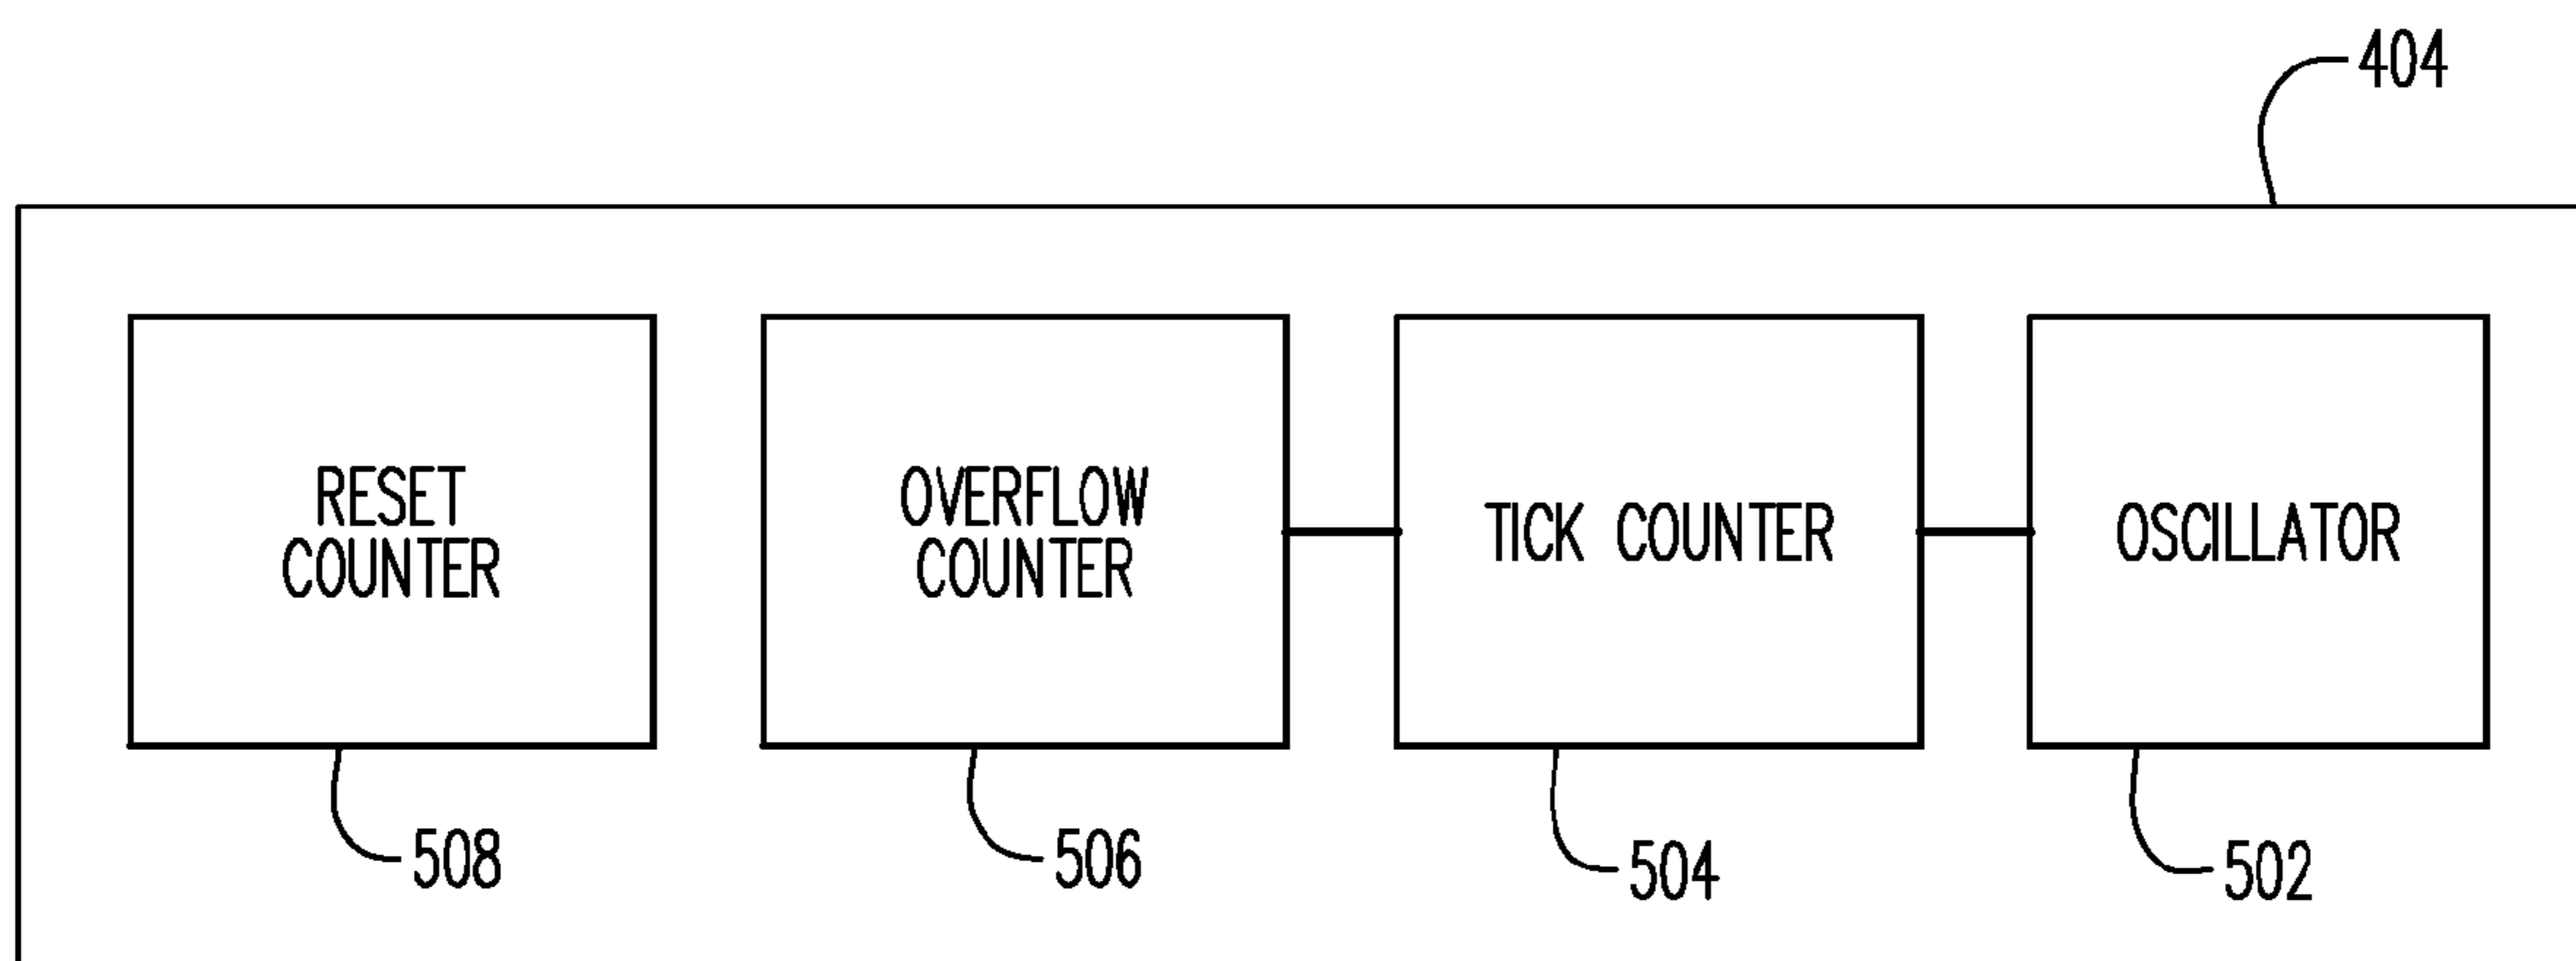 404
RESET
COUNTER
OVERFLOW
COUNTER
TICK COUNTER
OSCILLATOR
508
506
504
502